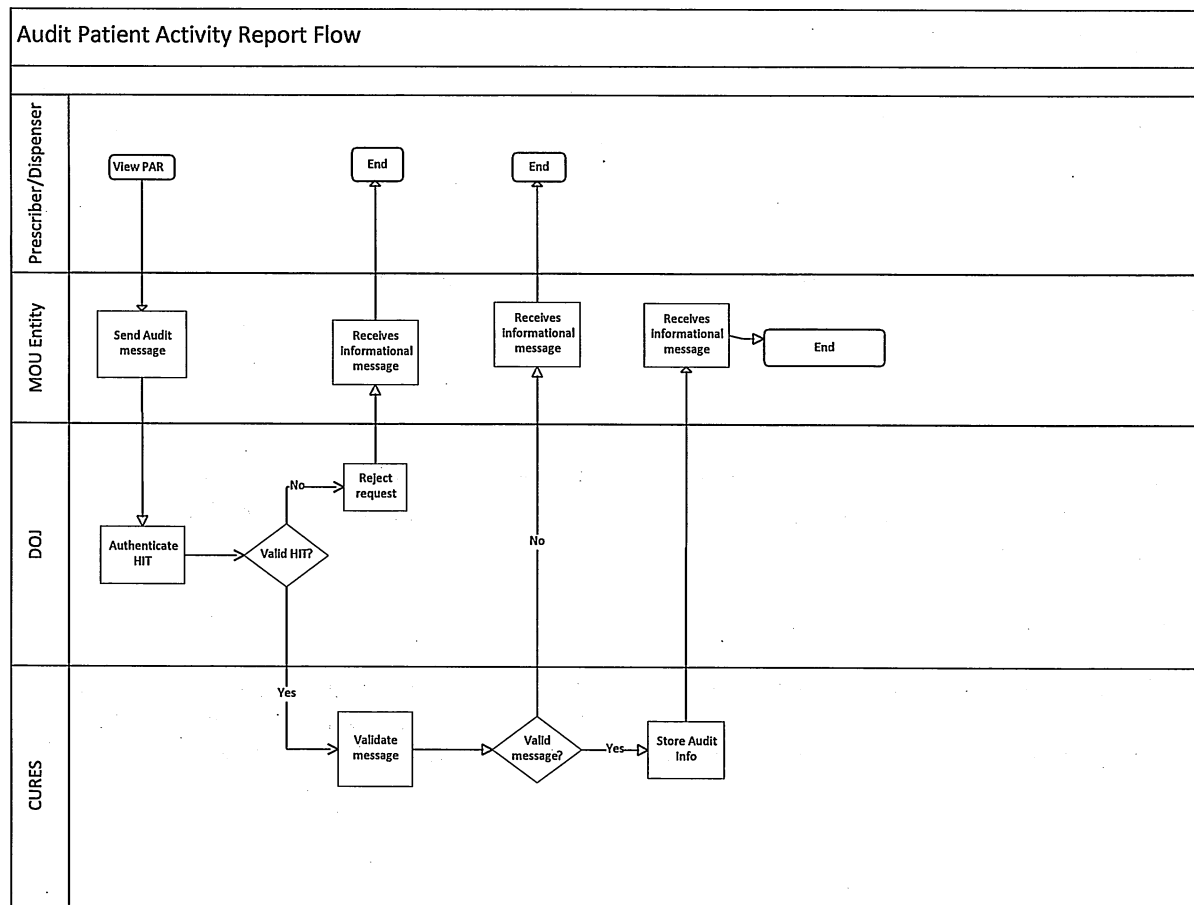 Audit Patient Activity Report Flow
Prescriber/Dispenser
View PAR
End
End
MOU Entity
Send Audit
message
Receives
informational
message
Receives
informational
message
Receives
informational
message
End
DOJ
Authenticate
HIT
Valid HIT?
No
Reject
request
No
CURES
Yes
Validate
message
Valid
message?
Yes
Store Audit
Info